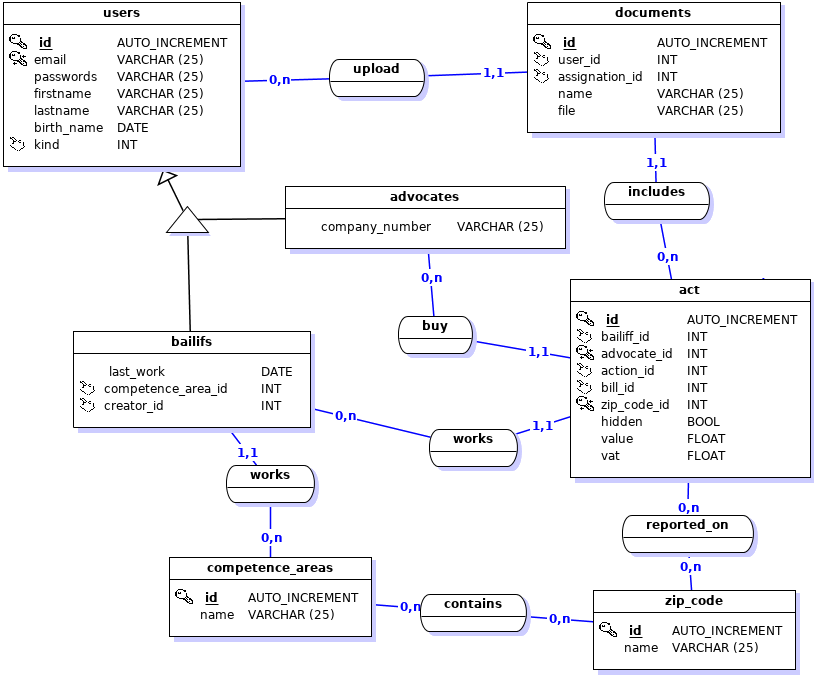 users
id AUTO_INCREMENT
email VARCHAR (25)
passwords VARCHAR (25)
firstname VARCHAR (25)
lastname VARCHAR (25)
birth_name DATE
kind INT
0,n
upload
1,1
documents
id AUTO_INCREMENT
user_id INT
assignation_id INT
name VARCHAR (25)
file VARCHAR (25)
1,1
includes
0,n
advocates
company_number VARCHAR (25)
0,n
buy
1,1
act
id AUTO_INCREMENT
bailiff_id INT
advocate_id INT
action_id INT
bill_id INT
zip_code_id INT
hidden BOOL
value FLOAT
vat FLOAT
bailifs
last_work DATE
competence_area_id INT
creator_id INT
0,n
works
1,1
1,1
works
0,n
0,n
reported_on
0,n
competence_areas
id AUTO_INCREMENT
name VARCHAR (25)
0,n
contains
0,n
zip_code
id AUTO_INCREMENT
name VARCHAR (25)